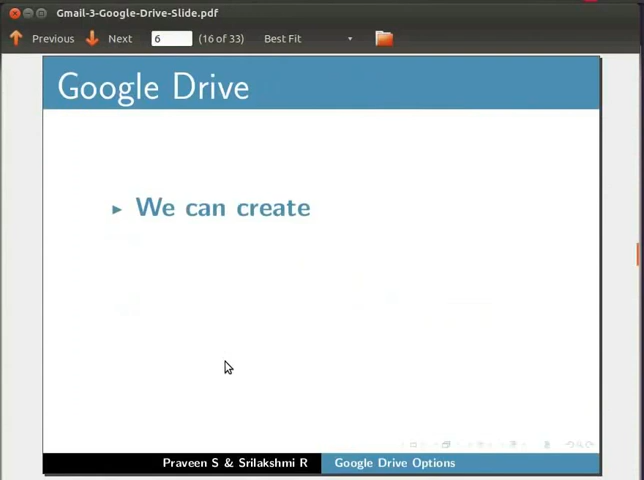 Gmail-3-Google-Drive-Slide.pdf
Previous Next 6 (16 of 33) Best Fit
Google Drive
We can create
Praveen S & Srilakshmi R Google Drive Options